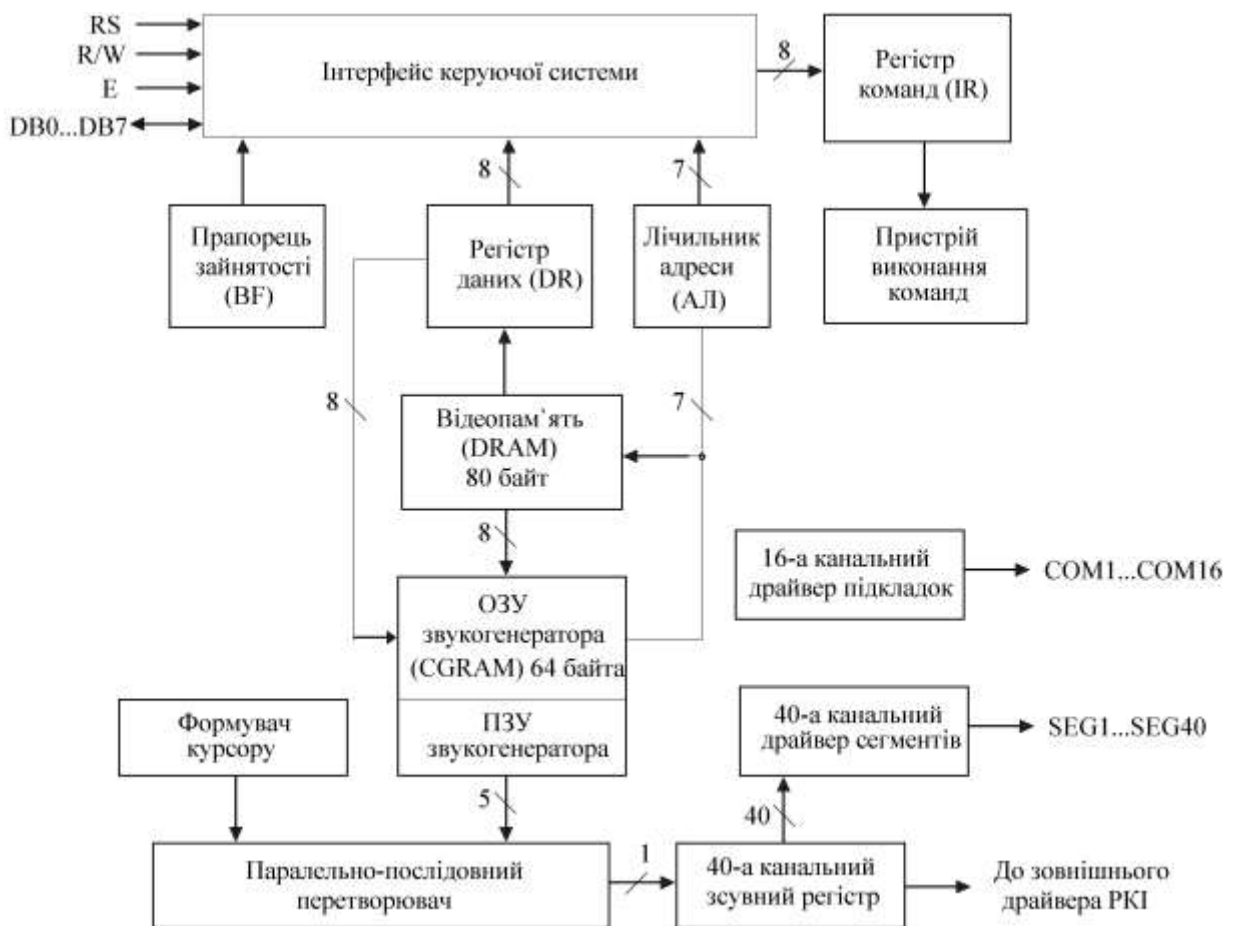 RS
R/W
E
DB0...DB7
Інтерфейс керуючої системи
8
Регістр
команд (IR)
8
7
Прапорець
зайнятості
(BF)
Регістр
даних (DR)
Лічильник
адреси
(АЛ)
Пристрій
виконання
команд
8
7
Відеопам`ять
(DRAM)
80 байт
8
16-а канальний
драйвер підкладок
COM1...COM16
ОЗУ
звукогенератора
(CGRAM) 64 байта
Формувач
курсору
ПЗУ
звукогенератора
40-а канальний
драйвер сегментів
SEG1...SEG40
5
40
Паралельно-послідовний
перетворювач
1
40-а канальний
зсувний регістр
До зовнішнього
драйвера РКІ